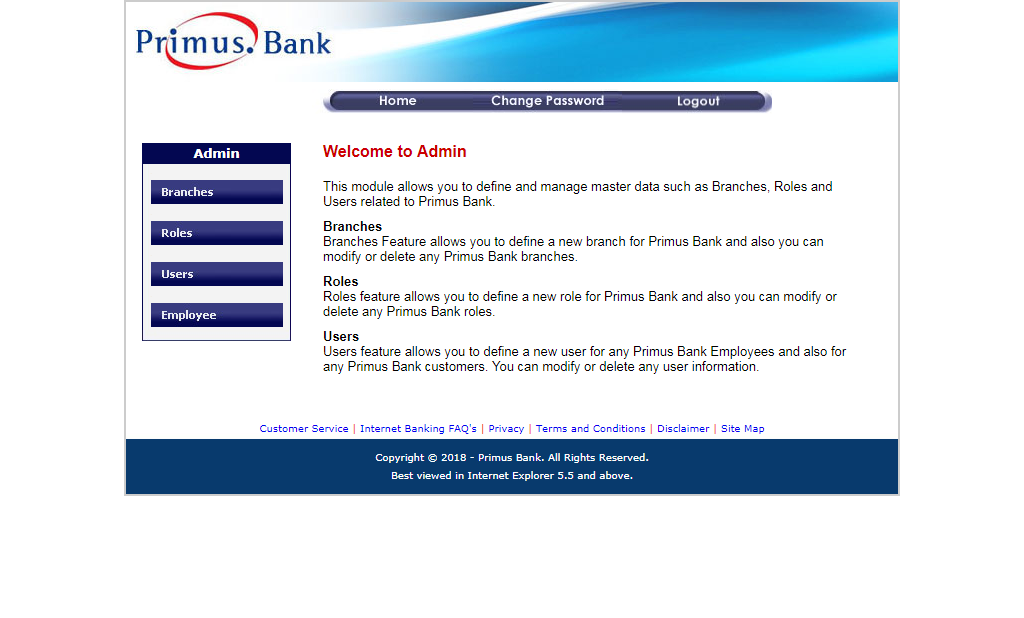 Primus. Bank
Home Change Password Logout
Admin
Branches
Roles
Users
Employee
Welcome to Admin
This module allows you to define and manage master data such as Branches, Roles and
Users related to Primus Bank.
Branches
Branches Feature allows you to define a new branch for Primus Bank and also you can
modify or delete any Primus Bank branches.
Roles
Roles feature allows you to define a new role for Primus Bank and also you can modify or
delete any Primus Bank roles.
Users
Users feature allows you to define a new user for any Primus Bank Employees and also for
any Primus Bank customers. You can modify or delete any user information.
Customer Service | Internet Banking FAQ's | Privacy | Terms and Conditions | Disclaimer | Site Map
Copyright © 2018 - Primus Bank. All Rights Reserved.
Best viewed in Internet Explorer 5.5 and above.